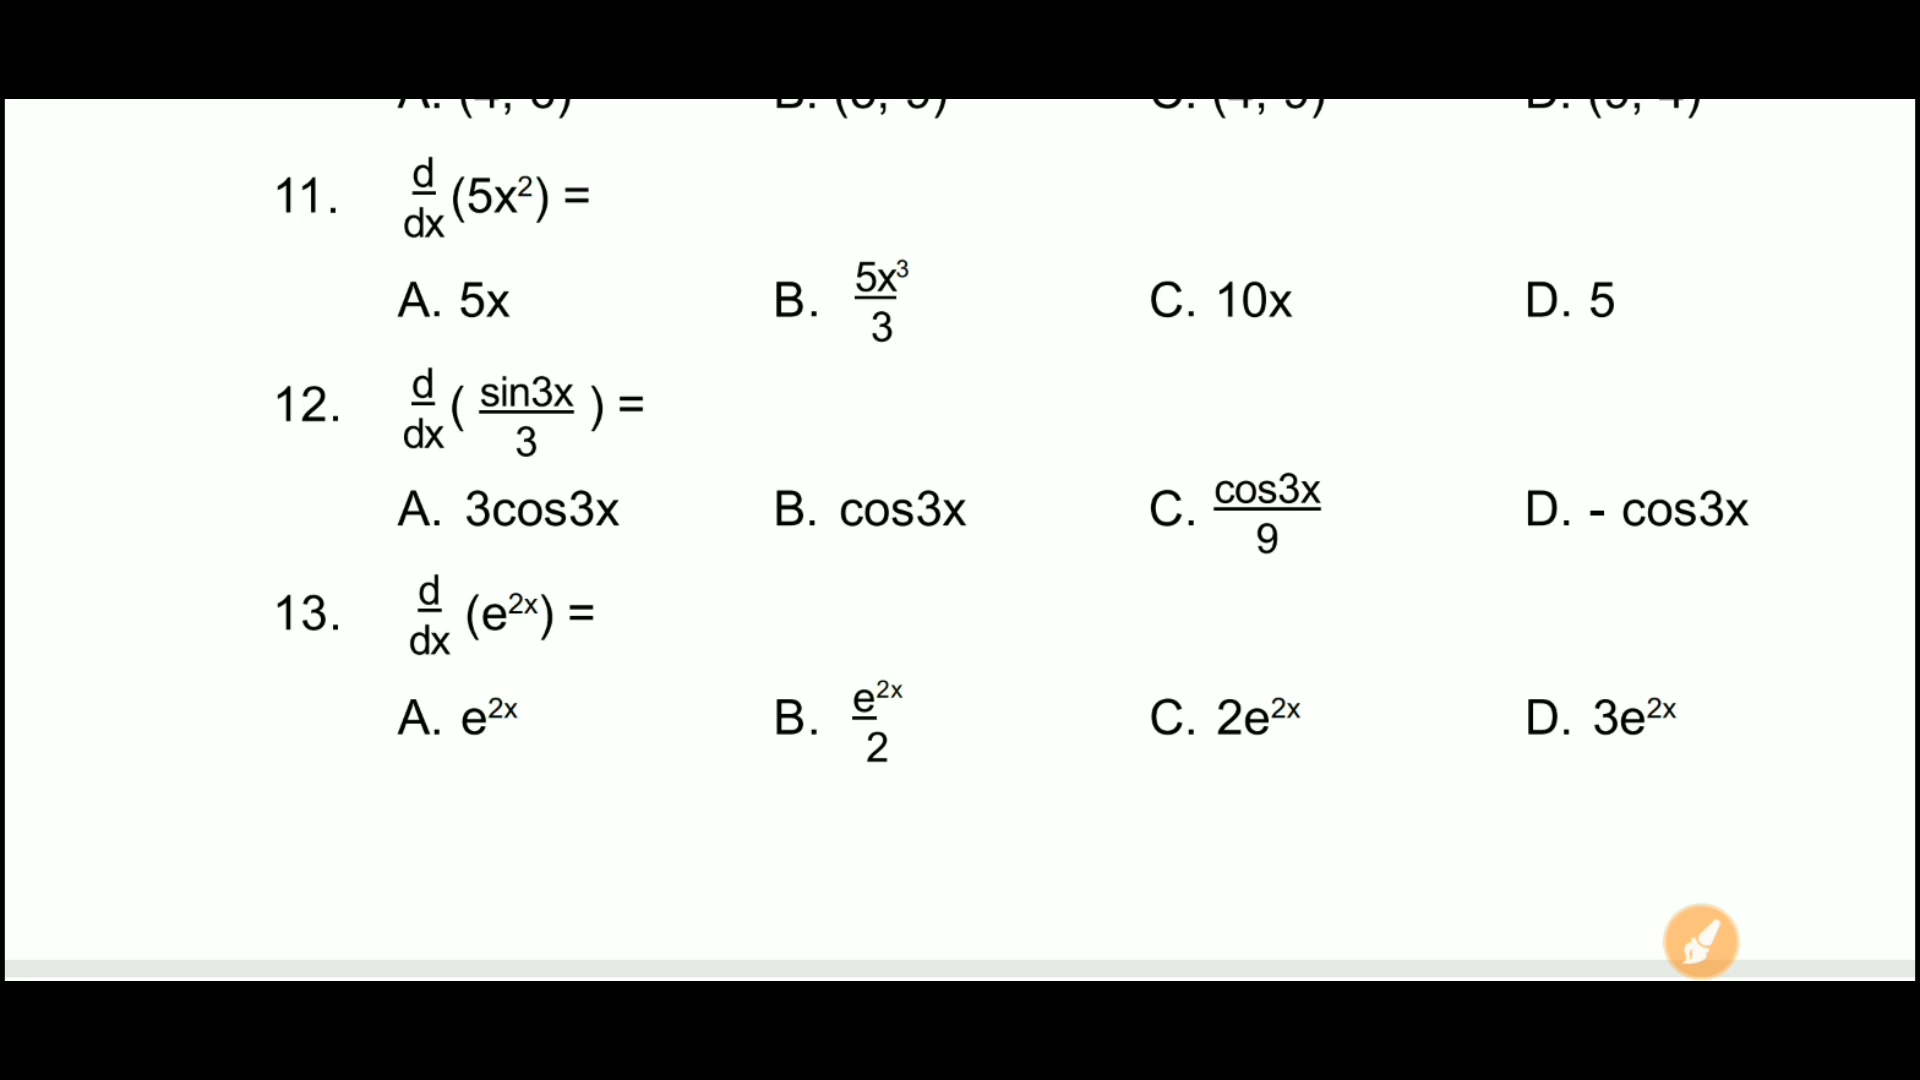 11. d/dx (5x²) =
A. 5x B. 5x³/3 C. 10x D. 5
12. d/dx ( sin3x/3 ) =
A. 3cos3x B. cos3x C. cos3x/9 D. - cos3x
13. d/dx (e²ˣ) =
A. e²ˣ B. e²ˣ/2 C. 2e²ˣ D. 3e²ˣ